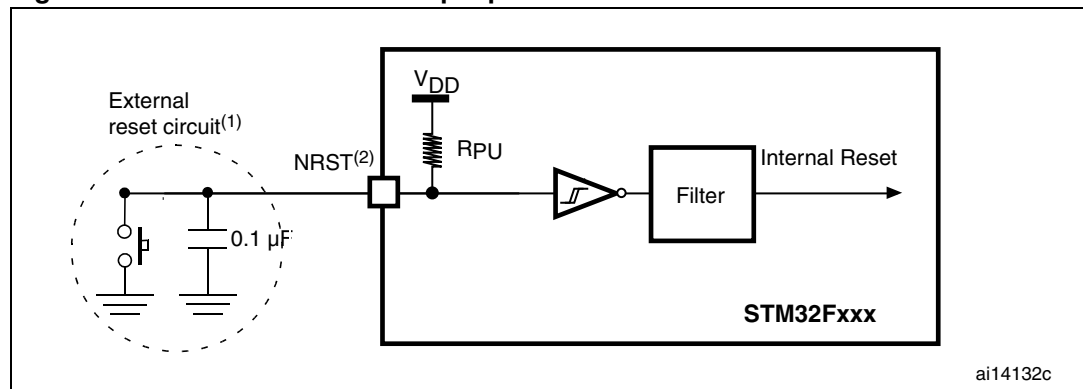 VDD
External
reset circuit(1)
NRST(2)
RPU
Internal Reset
Filter
0.1 µF
STM32Fxxx
ai14132c